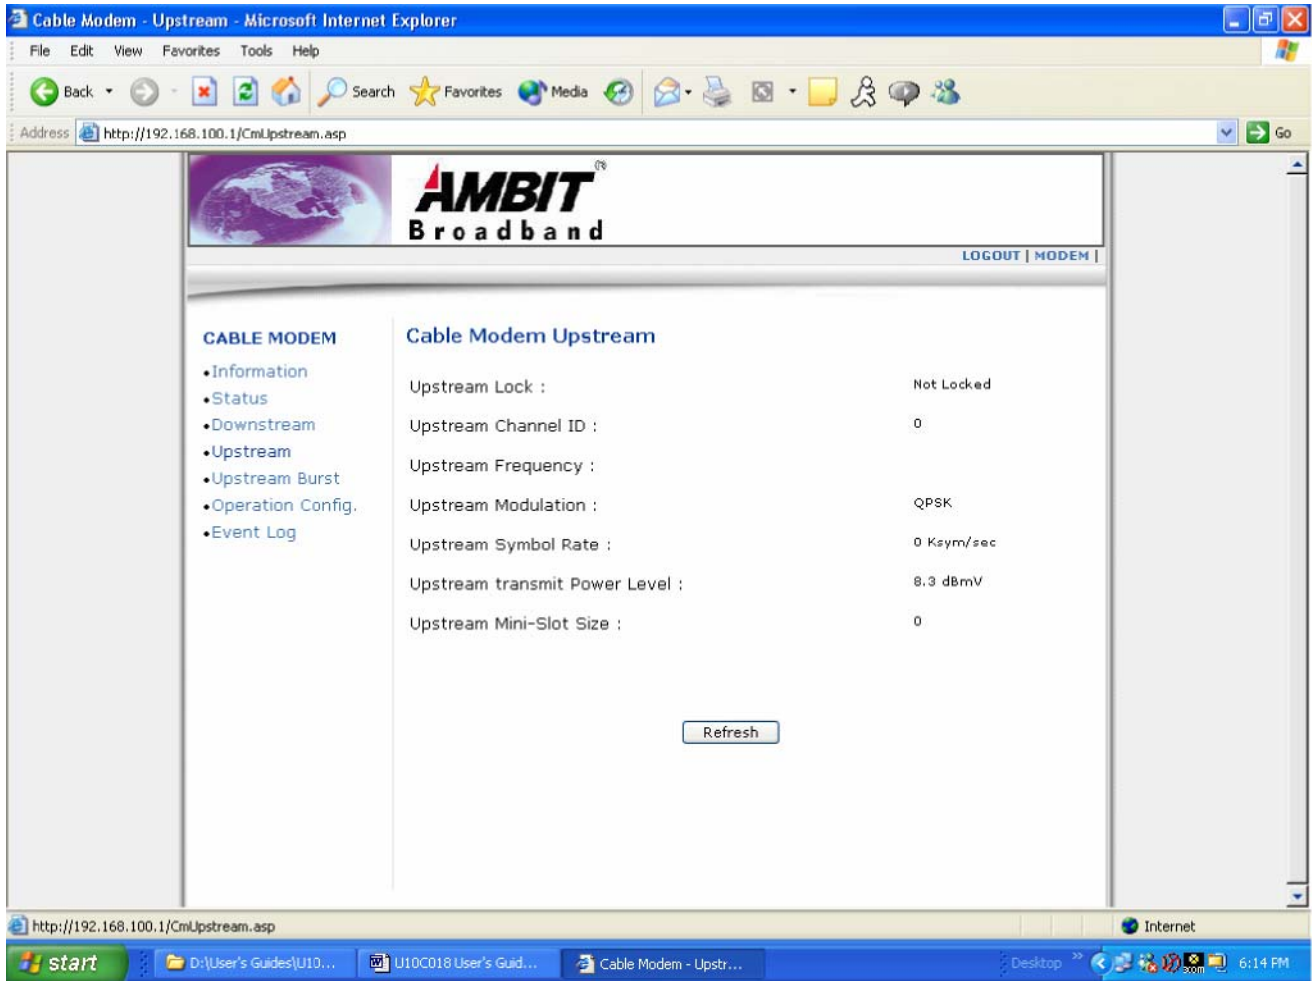 Cable Modem - Upstream - Microsoft Internet Explorer
File Edit View Favorites Tools Help
Back Search Favorites Media
Address http://192.168.100.1/CmUpstream.asp Go
AMBIT®
Broadband
LOGOUT | MODEM |
CABLE MODEM
•Information
•Status
•Downstream
•Upstream
•Upstream Burst
•Operation Config.
•Event Log
Cable Modem Upstream
Upstream Lock : Not Locked
Upstream Channel ID : 0
Upstream Frequency :
Upstream Modulation : QPSK
Upstream Symbol Rate : 0 Ksym/sec
Upstream transmit Power Level : 8.3 dBmV
Upstream Mini-Slot Size : 0
Refresh
http://192.168.100.1/CmUpstream.asp Internet
start D:\User's Guides\U10... U10C018 User's Guid... Cable Modem - Upstr... Desktop » 3com 6:14 PM